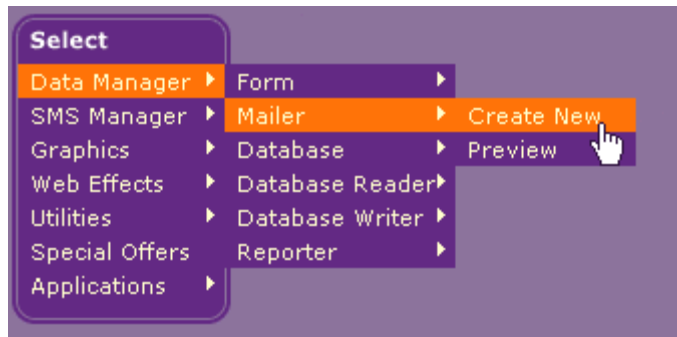 Select
Data Manager
SMS Manager
Graphics
Web Effects
Utilities
Special Offers
Applications
Form
Mailer
Database
Database Reader
Database Writer
Reporter
Create New
Preview